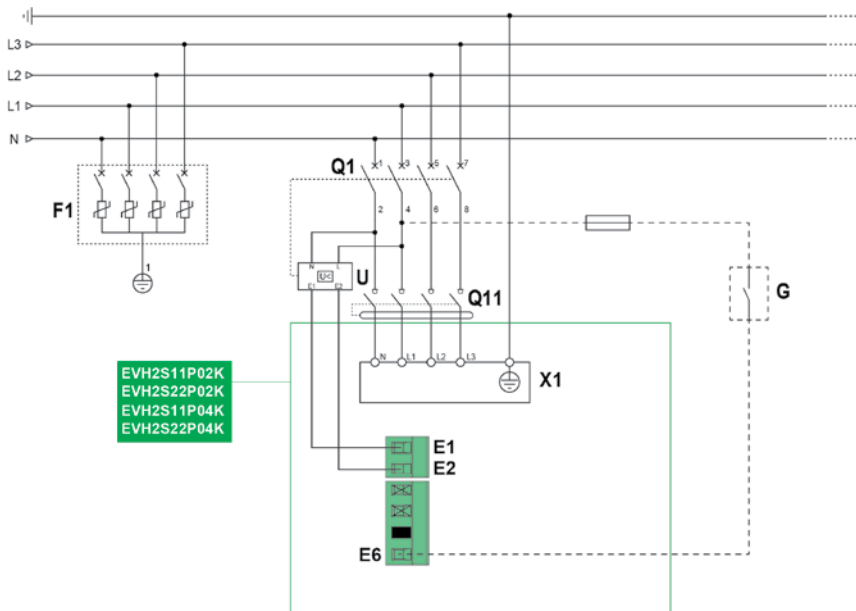 L3
L2
L1
N
Q1
1
3
5
7
F1
2
4
6
8
N
L
U<
U
E1
E2
G
Q11
1
N
L1
L2
L3
X1
EVH2S11P02K
EVH2S22P02K
EVH2S11P04K
EVH2S22P04K
E1
E2
E6